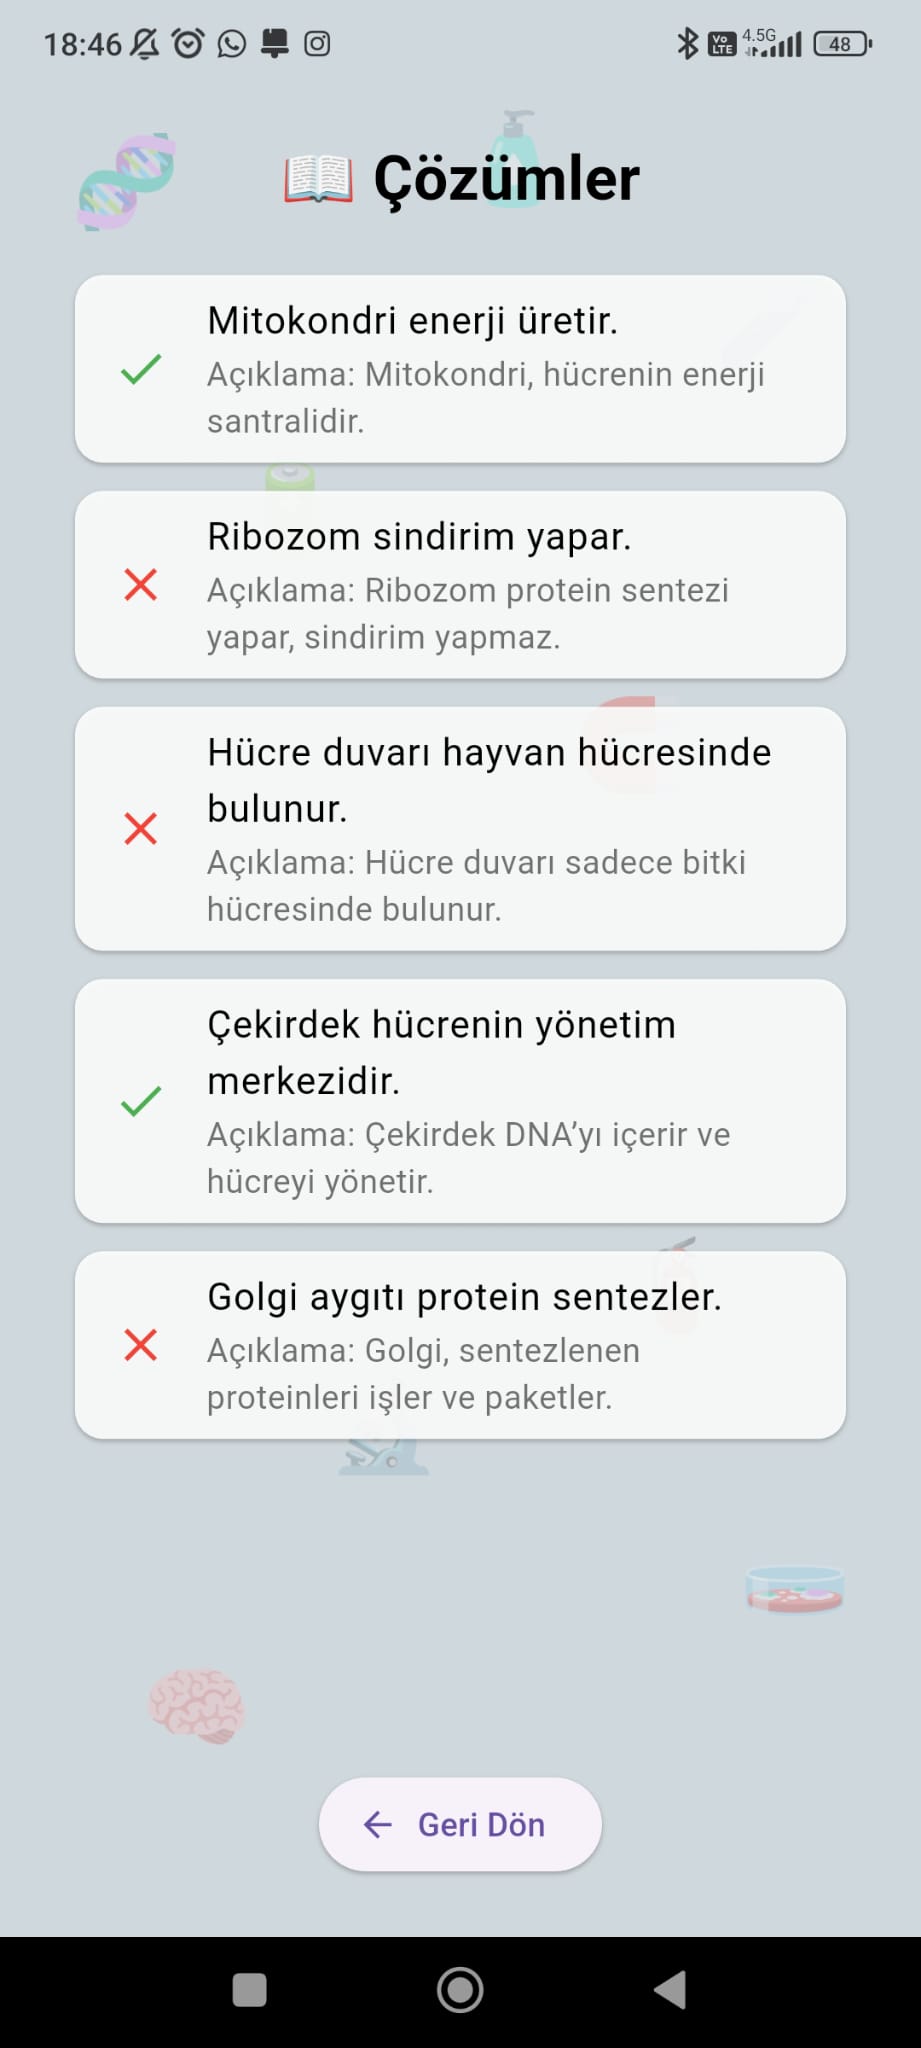 18:46
Vo LTE 4.5G 48
Çözümler
Mitokondri enerji üretir.
Açıklama: Mitokondri, hücrenin enerji
santralidir.
Ribozom sindirim yapar.
Açıklama: Ribozom protein sentezi
yapar, sindirim yapmaz.
Hücre duvarı hayvan hücresinde
bulunur.
Açıklama: Hücre duvarı sadece bitki
hücresinde bulunur.
Çekirdek hücrenin yönetim
merkezidir.
Açıklama: Çekirdek DNA’yı içerir ve
hücreyi yönetir.
Golgi aygıtı protein sentezler.
Açıklama: Golgi, sentezlenen
proteinleri işler ve paketler.
Geri Dön